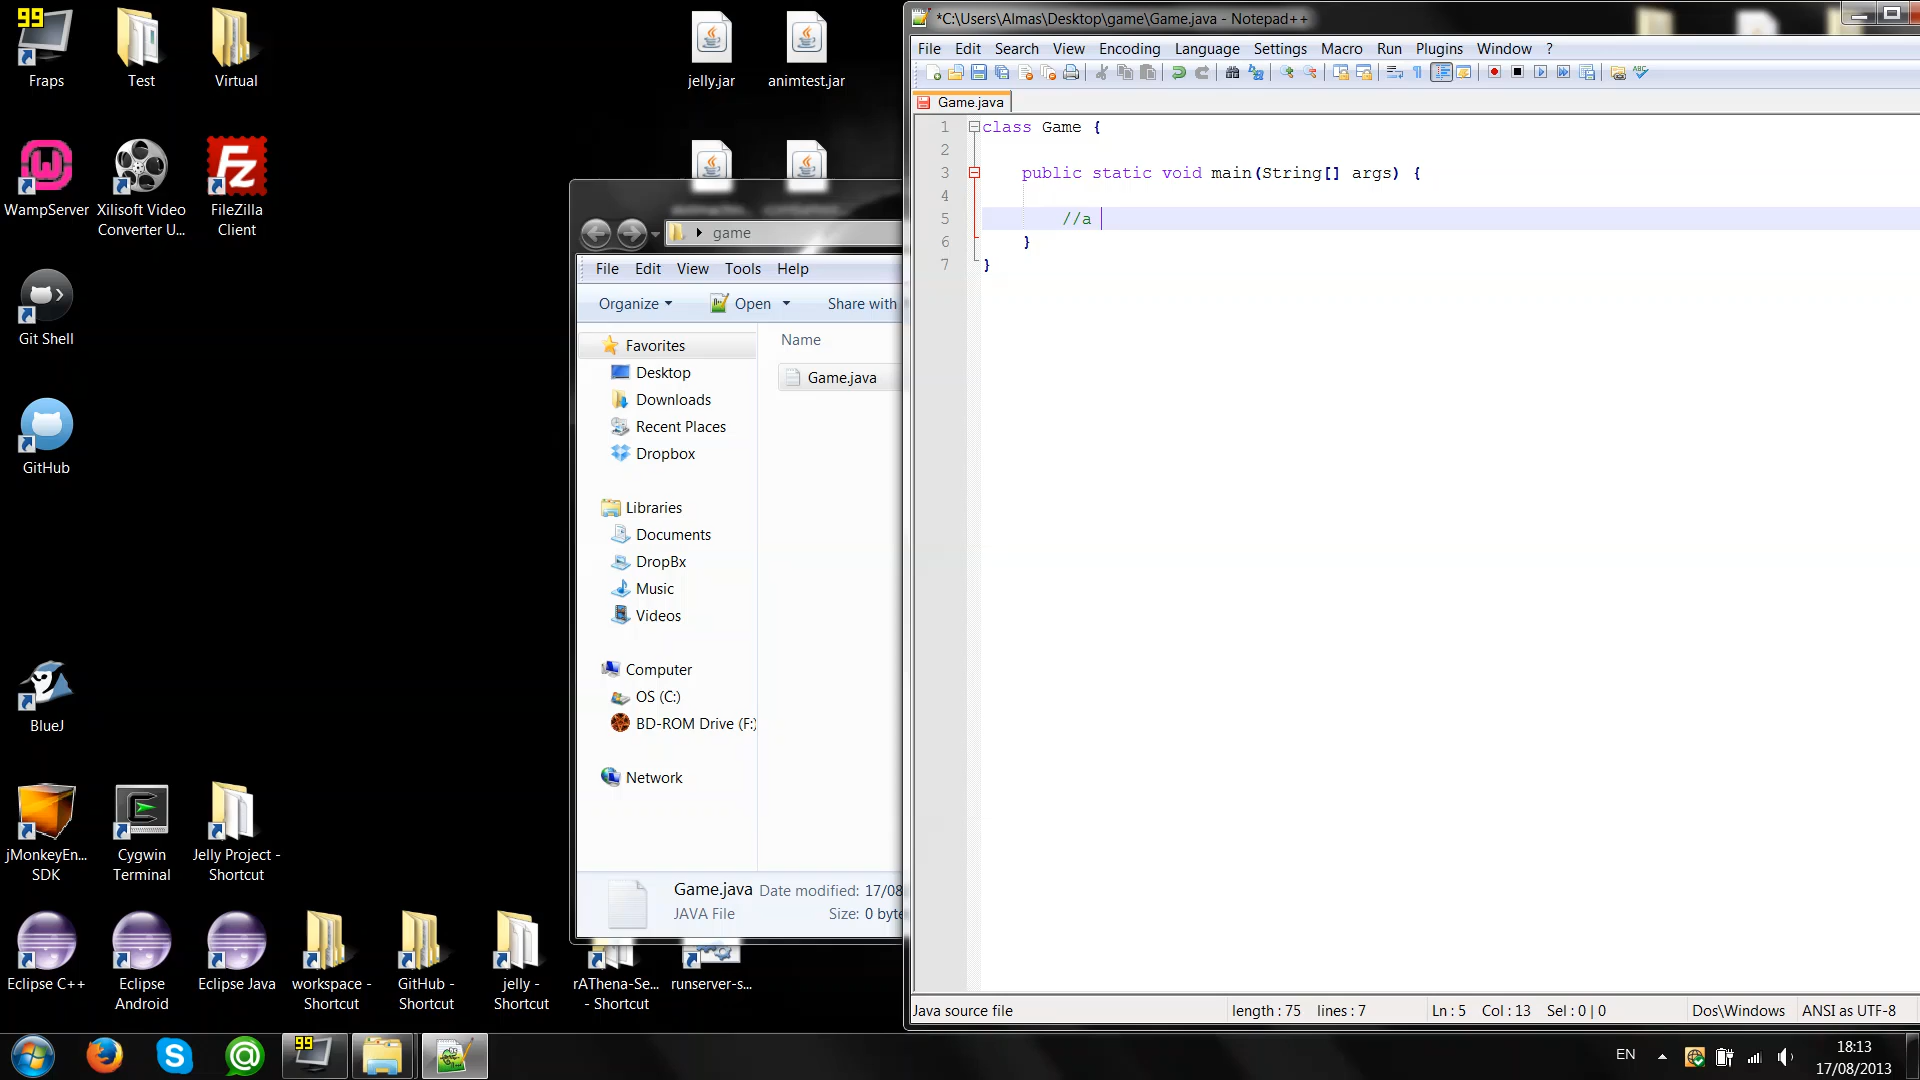 99
Fraps
Test
Virtual
jelly.jar
animtest.jar
WampServer
Xilisoft Video
Converter U...
FileZilla
Client
Git Shell
GitHub
BlueJ
jMonkeyEn...
SDK
Cygwin
Terminal
Jelly Project -
Shortcut
Eclipse C++
Eclipse
Android
Eclipse Java
workspace -
Shortcut
GitHub -
Shortcut
jelly -
Shortcut
rAThena-Se...
- Shortcut
runserver-s...
game
File Edit View Tools Help
Organize Open Share with
Favorites
Desktop
Downloads
Recent Places
Dropbox
Libraries
Documents
DropBx
Music
Videos
Computer
OS (C:)
BD-ROM Drive (F:)
Network
Name
Game.java
Game.java Date modified: 17/08
JAVA File Size: 0 byte
*C:\Users\Almas\Desktop\game\Game.java - Notepad++
File Edit Search View Encoding Language Settings Macro Run Plugins Window ?
Game.java
1 class Game {
2
3 public static void main(String[] args) {
4
5 //a
6 }
7 }
Java source file length : 75 lines : 7 Ln : 5 Col : 13 Sel : 0 | 0 Dos\Windows ANSI as UTF-8
99
EN
18:13
17/08/2013